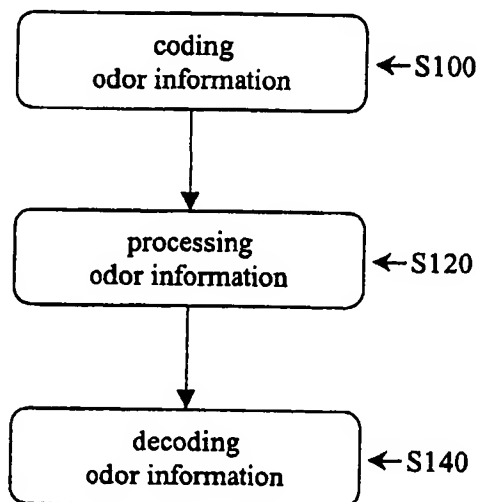 coding
odor information
←S100
processing
odor information
←S120
decoding
odor information
←S140